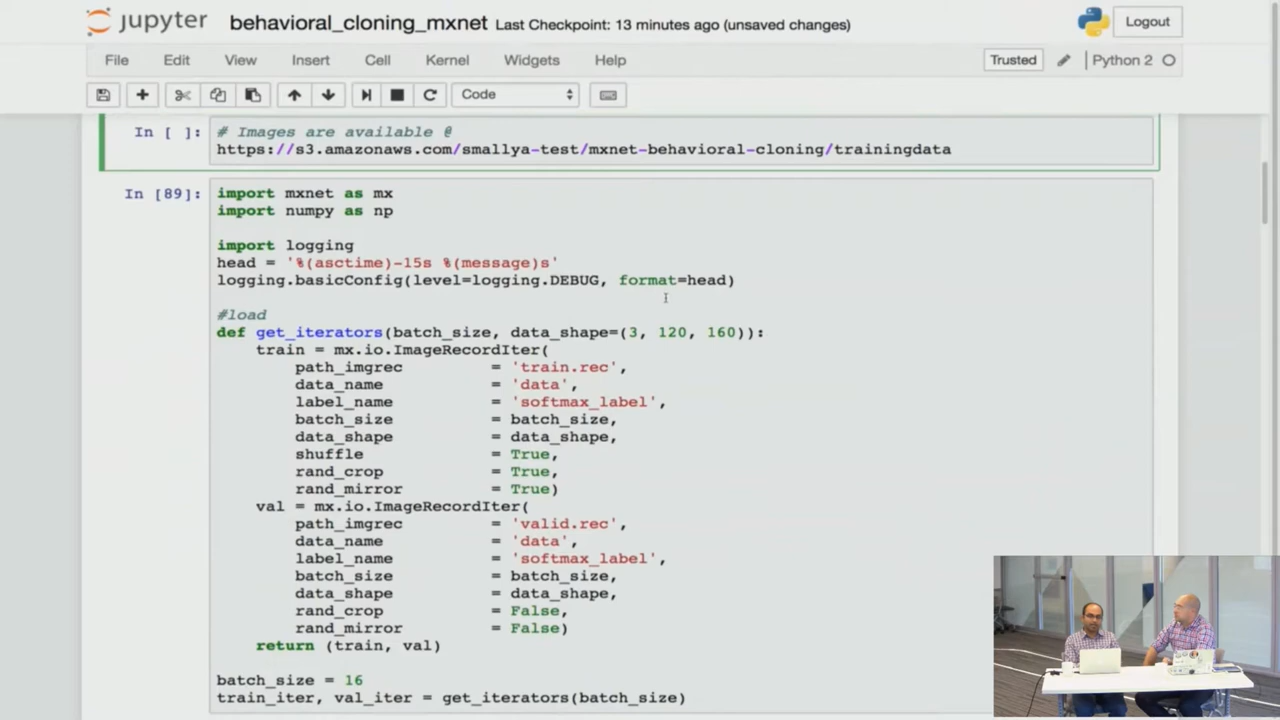 jupyter behavioral_cloning_mxnet Last Checkpoint: 13 minutes ago (unsaved changes) Logout
File Edit View Insert Cell Kernel Widgets Help Trusted Python 2
Code
In [ ]: # Images are available @
https://s3.amazonaws.com/smallya-test/mxnet-behavioral-cloning/trainingdata
In [89]: import mxnet as mx
import numpy as np
import logging
head = '%(asctime)-15s %(message)s'
logging.basicConfig(level=logging.DEBUG, format=head)
#load
def get_iterators(batch_size, data_shape=(3, 120, 160)):
train = mx.io.ImageRecordIter(
path_imgrec = 'train.rec',
data_name = 'data',
label_name = 'softmax_label',
batch_size = batch_size,
data_shape = data_shape,
shuffle = True,
rand_crop = True,
rand_mirror = True)
val = mx.io.ImageRecordIter(
path_imgrec = 'valid.rec',
data_name = 'data',
label_name = 'softmax_label',
batch_size = batch_size,
data_shape = data_shape,
rand_crop = False,
rand_mirror = False)
return (train, val)
batch_size = 16
train_iter, val_iter = get_iterators(batch_size)